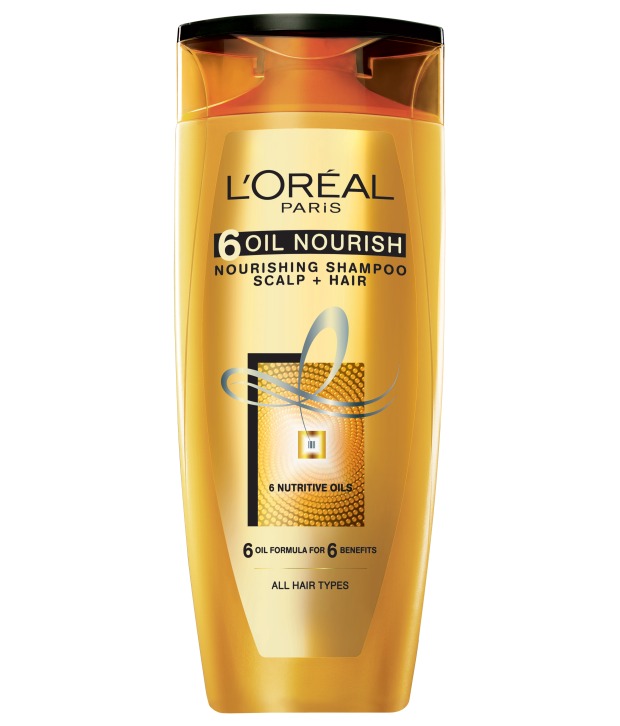 L'ORÉAL
PARiS
6 OIL NOURISH
NOURISHING SHAMPOO
SCALP + HAIR
6 NUTRITIVE OILS
6 OIL FORMULA FOR 6 BENEFITS
ALL HAIR TYPES